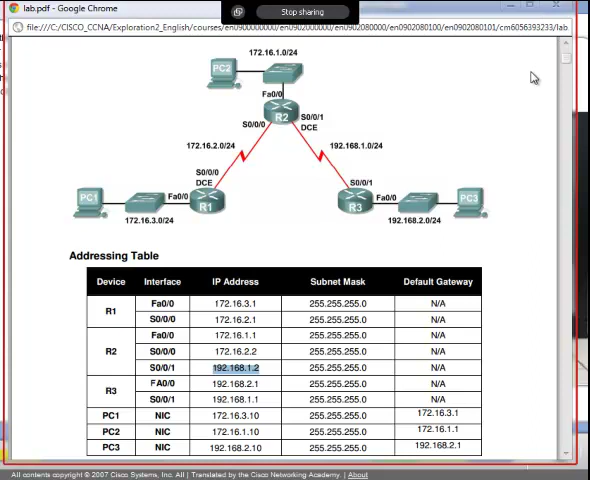 lab.pdf - Google Chrome
Stop sharing
file:///C:/CISCO_CCNA/Exploration2_English/courses/en0900000000/en0902000000/en0902080000/en0902080100/en0902080101/cm6056393233/lab
172.16.1.0/24
PC2
Fa0/0
R2
S0/0/0
S0/0/1
DCE
172.16.2.0/24
192.168.1.0/24
S0/0/0
DCE
S0/0/1
PC1
Fa0/0
R1
R3
Fa0/0
PC3
172.16.3.0/24
192.168.2.0/24
Addressing Table
Device Interface IP Address Subnet Mask Default Gateway
R1 Fa0/0 172.16.3.1 255.255.255.0 N/A
S0/0/0 172.16.2.1 255.255.255.0 N/A
R2 Fa0/0 172.16.1.1 255.255.255.0 N/A
S0/0/0 172.16.2.2 255.255.255.0 N/A
S0/0/1 192.168.1.2 255.255.255.0 N/A
R3 FA0/0 192.168.2.1 255.255.255.0 N/A
S0/0/1 192.168.1.1 255.255.255.0 N/A
PC1 NIC 172.16.3.10 255.255.255.0 172.16.3.1
PC2 NIC 172.16.1.10 255.255.255.0 172.16.1.1
PC3 NIC 192.168.2.10 255.255.255.0 192.168.2.1
All contents copyright © 2007 Cisco Systems, Inc. All | Translated by the Cisco Networking Academy. | About